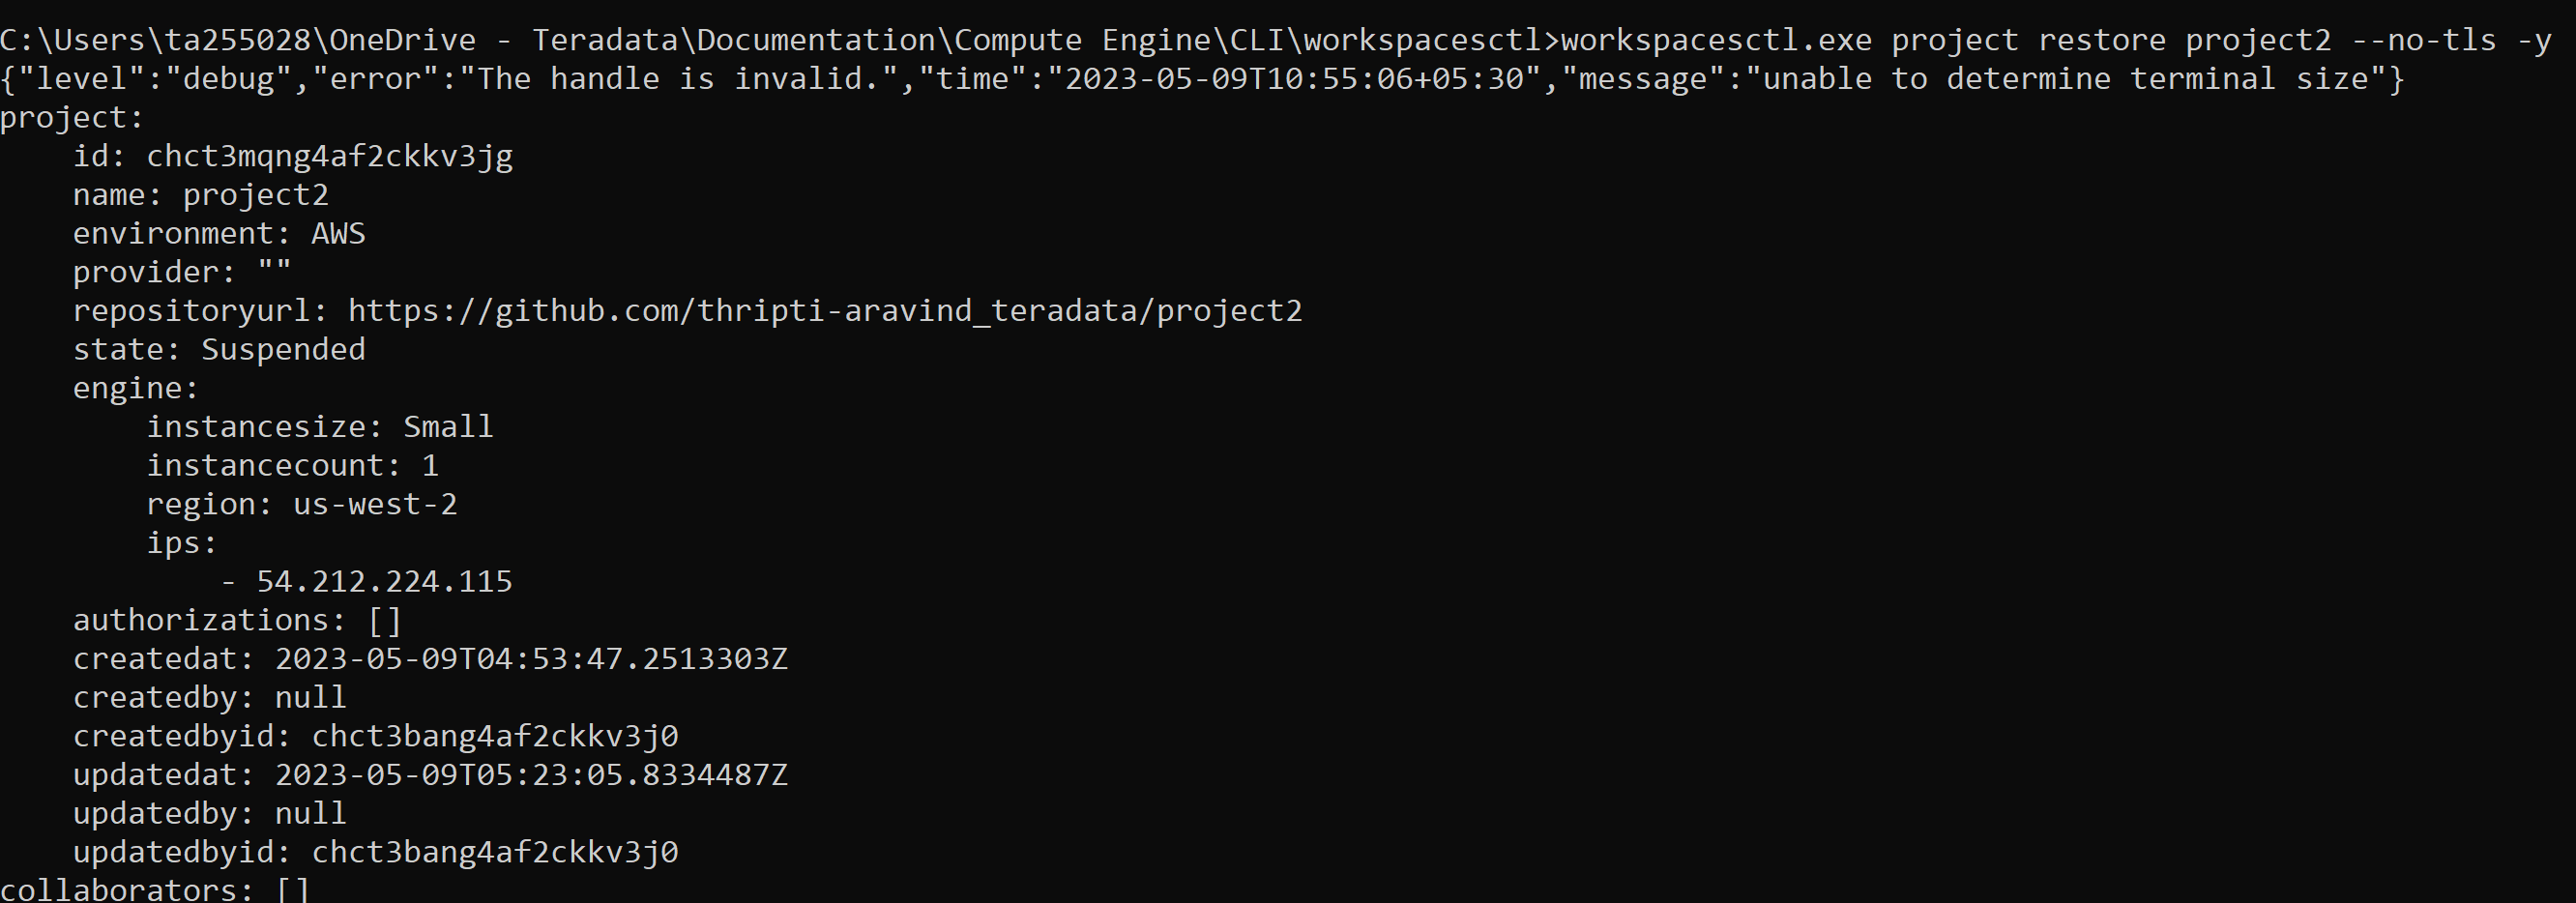 C:\Users\ta255028\OneDrive - Teradata\Documentation\Compute Engine\CLI\workspacesctl>workspacesctl.exe project restore project2 --no-tls -y
{"level":"debug","error":"The handle is invalid.","time":"2023-05-09T10:55:06+05:30","message":"unable to determine terminal size"}
project:
    id: chct3mqng4af2ckkv3jg
    name: project2
    environment: AWS
    provider: ""
    repositoryurl: https://github.com/thripti-aravind_teradata/project2
    state: Suspended
    engine:
        instancesize: Small
        instancecount: 1
        region: us-west-2
        ips:
            - 54.212.224.115
    authorizations: []
    createdat: 2023-05-09T04:53:47.2513303Z
    createdby: null
    createdbyid: chct3bang4af2ckkv3j0
    updatedat: 2023-05-09T05:23:05.8334487Z
    updatedby: null
    updatedbyid: chct3bang4af2ckkv3j0
collaborators: []